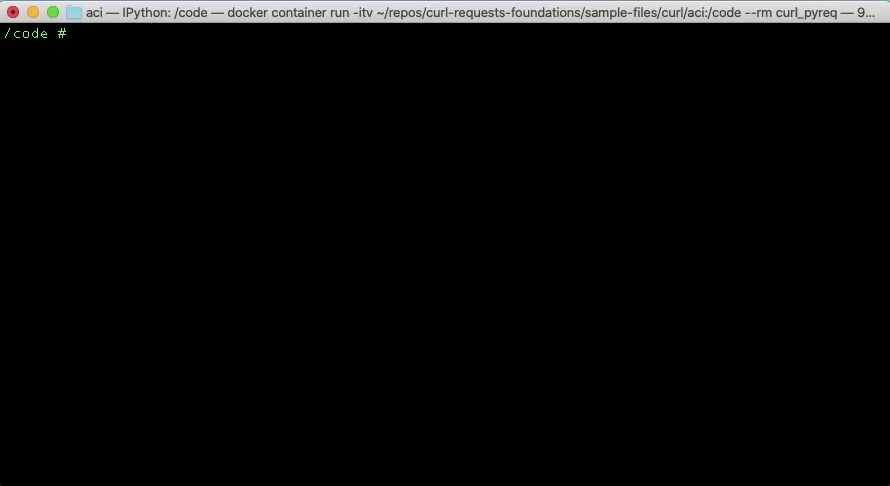 aci — IPython: /code — docker container run -itv ~/repos/curl-requests-foundations/sample-files/curl/aci:/code --rm curl_pyreq — 9...
/code #